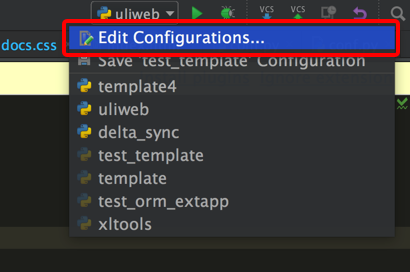 uliweb
VCS
VCS
docs.css
Edit Configurations...
Save 'test_template' Configuration
template4
uliweb
delta_sync
test_template
template
test_orm_extapp
xltools